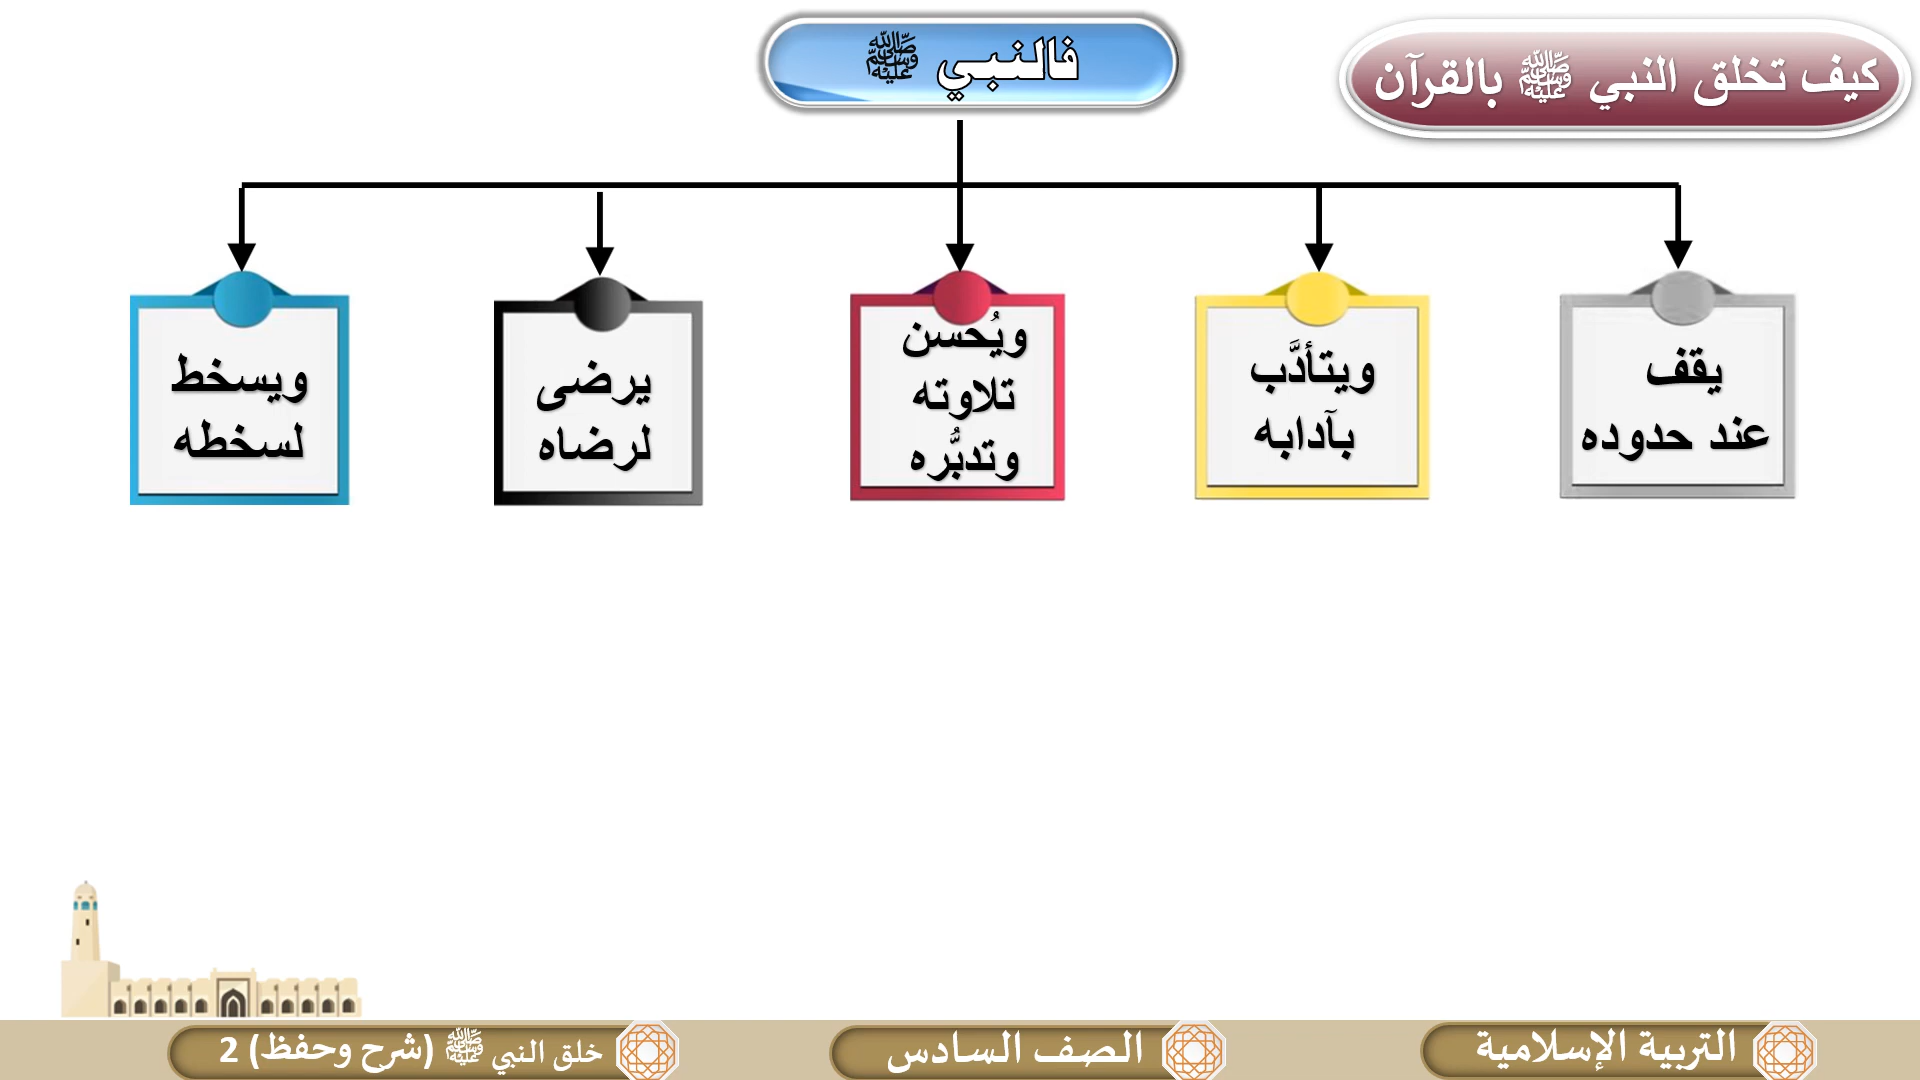 كيف تخلق النبي ﷺ بالقرآن
فالنبي ﷺ
يقف
عند حدوده
ويتأدَّب
بآدابه
ويُحسن
تلاوته
وتدبُّره
يرضى
لرضاه
ويسخط
لسخطه
التربية الإسلامية
الصف السادس
خلق النبي ﷺ (شرح وحفظ) 2